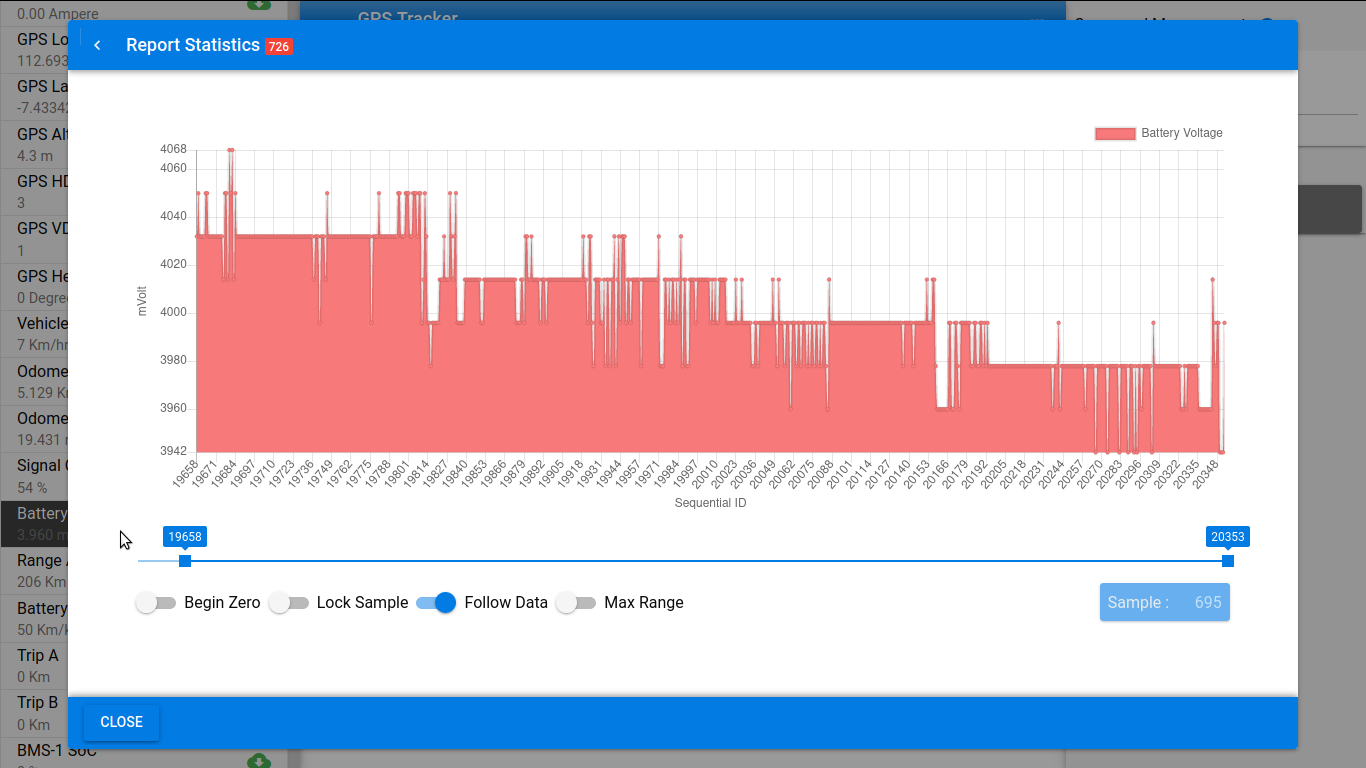 0.00 Ampere
GPS Tracker
GPS Lo
Report Statistics 726
112.693
GPS La
-7.43342
GPS Alt
4.3 m
GPS HD
3
GPS VD
1
GPS He
0 Degre
Vehicle
7 Km/hr
Odome
5.129 K
Odome
19.431 m
Signal
54 %
Battery
3.960 m
Range
206 Km
Battery
50 Km/k
Trip A
0 Km
Trip B
0 Km
BMS-1 SoC
Battery Voltage
4068
4060
4040
4020
4000
3980
3960
3942
mVolt
19658 19671 19684 19697 19710 19723 19736 19749 19762 19775 19788 19801 19814 19827 19840 19853 19866 19879 19892 19905 19918 19931 19944 19957 19971 19984 19997 20010 20023 20036 20049 20062 20075 20088 20101 20114 20127 20140 20153 20166 20179 20192 20205 20218 20231 20244 20257 20270 20283 20296 20309 20322 20335 20348
Sequential ID
19658 20353
Begin Zero Lock Sample Follow Data Max Range Sample : 695
CLOSE